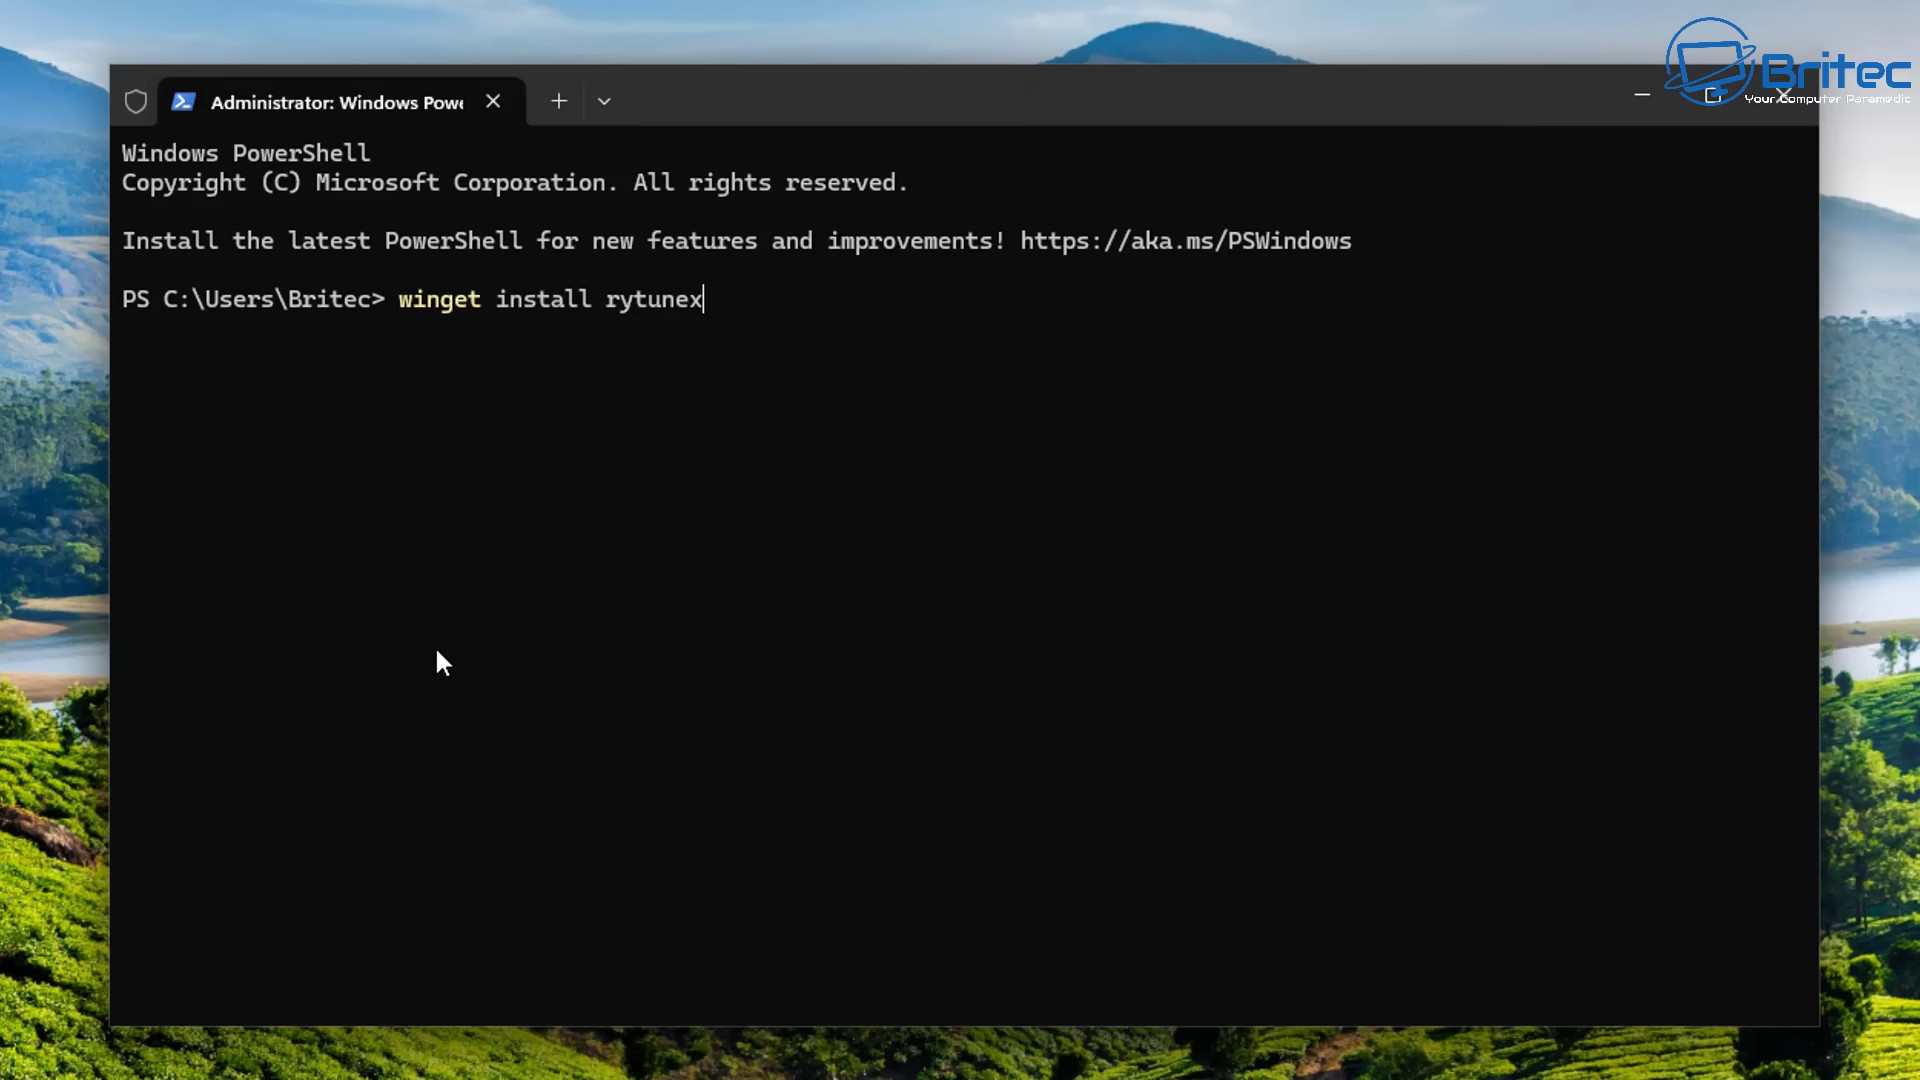 Britec
Your Computer Paramedic
Administrator: Windows Powe
Windows PowerShell
Copyright (C) Microsoft Corporation. All rights reserved.
Install the latest PowerShell for new features and improvements! https://aka.ms/PSWindows
PS C:\Users\Britec> winget install rytunex